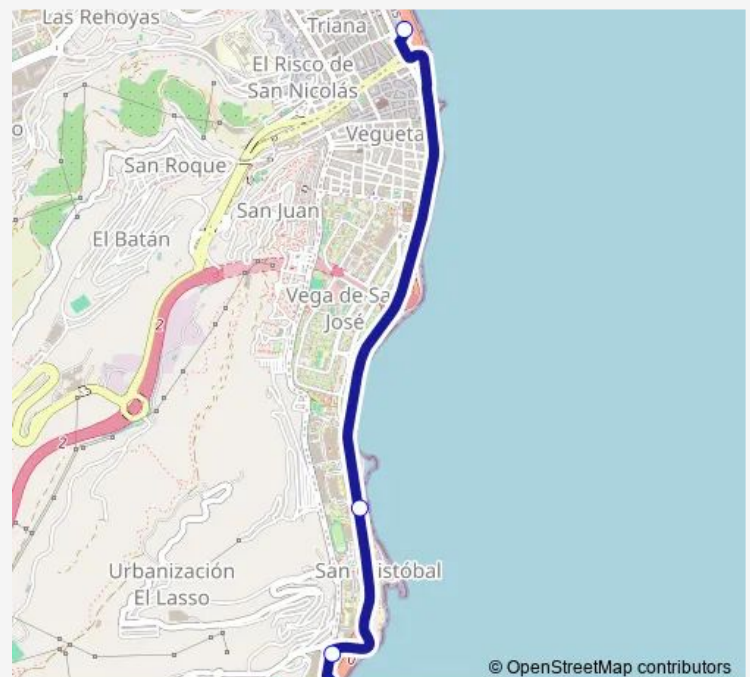 Las Rehoyas
Triana
El Risco de
San Nicolás
Vegueta
San Roque
San Juan
El Batán
Vega de Sa
José
2
2
Urbanización
El Lasso
San istóbal
© OpenStreetMap contributors